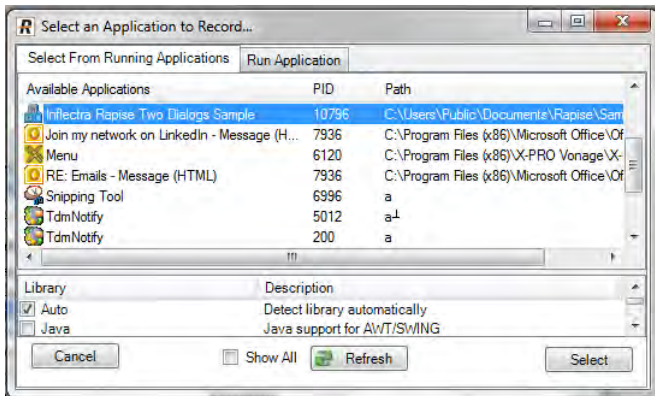 Select an Application to Record...
Select From Running Applications Run Application
Available Applications PID Path
Inflectra Rapise Two Dialogs Sample 10796 C:\Users\Public\Documents\Rapise\Sam
Join my network on LinkedIn - Message (H... 7936 C:\Program Files (x86)\Microsoft Office\Of
Menu 6120 C:\Program Files (x86)\X-PRO Vonage\X-
RE: Emails - Message (HTML) 7936 C:\Program Files (x86)\Microsoft Office\Of
Snipping Tool 6996 a
TdmNotify 5012 a┴
TdmNotify 200 a
Library Description
Auto Detect library automatically
Java Java support for AWT/SWING
Cancel Show All Refresh Select